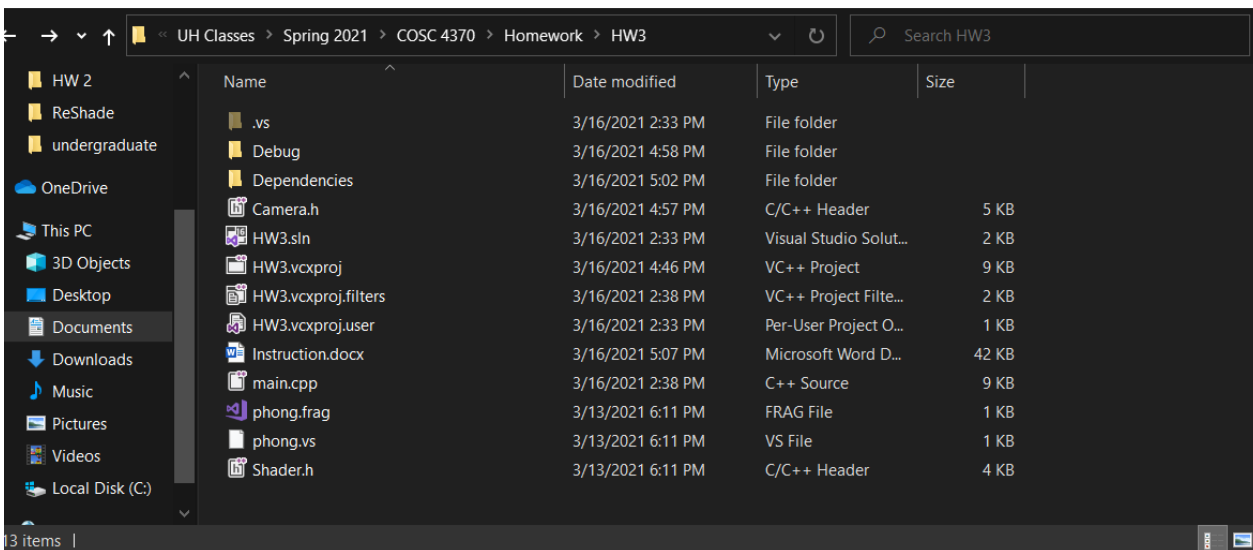 « UH Classes > Spring 2021 > COSC 4370 > Homework > HW3 Search HW3
HW 2
ReShade
undergraduate
OneDrive
This PC
3D Objects
Desktop
Documents
Downloads
Music
Pictures
Videos
Local Disk (C:)
Name Date modified Type Size
.vs 3/16/2021 2:33 PM File folder
Debug 3/16/2021 4:58 PM File folder
Dependencies 3/16/2021 5:02 PM File folder
Camera.h 3/16/2021 4:57 PM C/C++ Header 5 KB
HW3.sln 3/16/2021 2:33 PM Visual Studio Solut... 2 KB
HW3.vcxproj 3/16/2021 4:46 PM VC++ Project 9 KB
HW3.vcxproj.filters 3/16/2021 2:38 PM VC++ Project Filte... 2 KB
HW3.vcxproj.user 3/16/2021 2:33 PM Per-User Project O... 1 KB
Instruction.docx 3/16/2021 5:07 PM Microsoft Word D... 42 KB
main.cpp 3/16/2021 2:38 PM C++ Source 9 KB
phong.frag 3/13/2021 6:11 PM FRAG File 1 KB
phong.vs 3/13/2021 6:11 PM VS File 1 KB
Shader.h 3/13/2021 6:11 PM C/C++ Header 4 KB
13 items